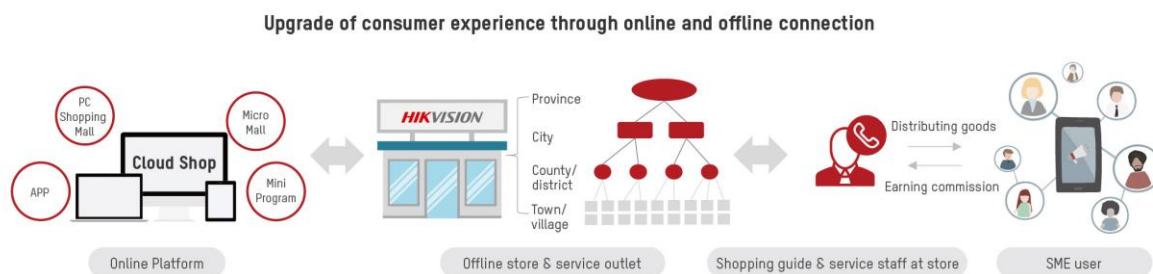 Upgrade of consumer experience through online and offline connection
PC
Shopping
Mall
Micro
Mall
APP
Cloud Shop
Mini
Program
HIKVISION
Province
City
County/
district
Town/
village
Distributing goods
Earning commission
Online Platform
Offline store & service outlet
Shopping guide & service staff at store
SME user